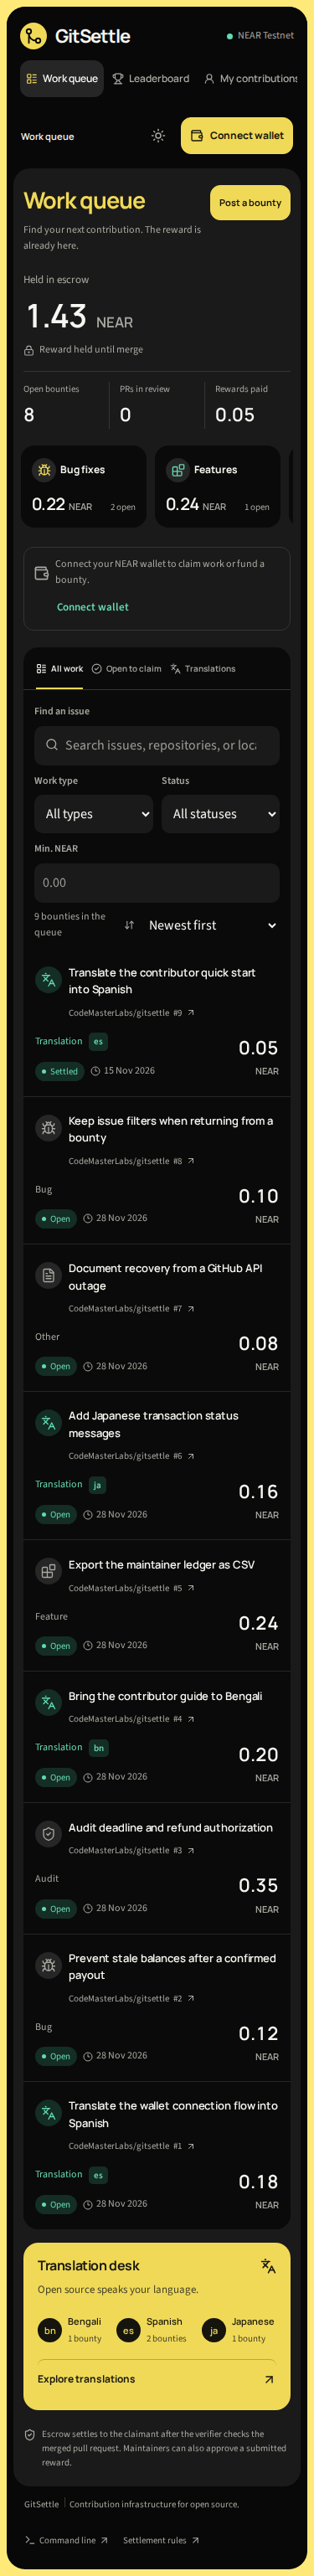 GitSettle
NEAR Testnet
Work queue
Leaderboard
My contributions
Work queue
Connect wallet
Work queue
Post a bounty
Find your next contribution. The reward is
already here.
Held in escrow
1.43 NEAR
Reward held until merge
Open bounties
PRs in review
Rewards paid
8
0
0.05
Bug fixes
0.22 NEAR
2 open
Features
0.24 NEAR
1 open
Connect your NEAR wallet to claim work or fund a
bounty.
Connect wallet
All work
Open to claim
Translations
Find an issue
Search issues, repositories, or loca
Work type
Status
All types
All statuses
Min. NEAR
0.00
9 bounties in the
queue
Newest first
Translate the contributor quick start
into Spanish
CodeMasterLabs/gitsettle #9
Translation es
0.05
NEAR
Settled
15 Nov 2026
Keep issue filters when returning from a
bounty
CodeMasterLabs/gitsettle #8
Bug
0.10
NEAR
Open
28 Nov 2026
Document recovery from a GitHub API
outage
CodeMasterLabs/gitsettle #7
Other
0.08
NEAR
Open
28 Nov 2026
Add Japanese transaction status
messages
CodeMasterLabs/gitsettle #6
Translation ja
0.16
NEAR
Open
28 Nov 2026
Export the maintainer ledger as CSV
CodeMasterLabs/gitsettle #5
Feature
0.24
NEAR
Open
28 Nov 2026
Bring the contributor guide to Bengali
CodeMasterLabs/gitsettle #4
Translation bn
0.20
NEAR
Open
28 Nov 2026
Audit deadline and refund authorization
CodeMasterLabs/gitsettle #3
Audit
0.35
NEAR
Open
28 Nov 2026
Prevent stale balances after a confirmed
payout
CodeMasterLabs/gitsettle #2
Bug
0.12
NEAR
Open
28 Nov 2026
Translate the wallet connection flow into
Spanish
CodeMasterLabs/gitsettle #1
Translation es
0.18
NEAR
Open
28 Nov 2026
Translation desk
Open source speaks your language.
bn
Bengali
1 bounty
es
Spanish
2 bounties
ja
Japanese
1 bounty
Explore translations
Escrow settles to the claimant after the verifier checks the
merged pull request. Maintainers can also approve a submitted
reward.
GitSettle
Contribution infrastructure for open source.
Command line
Settlement rules